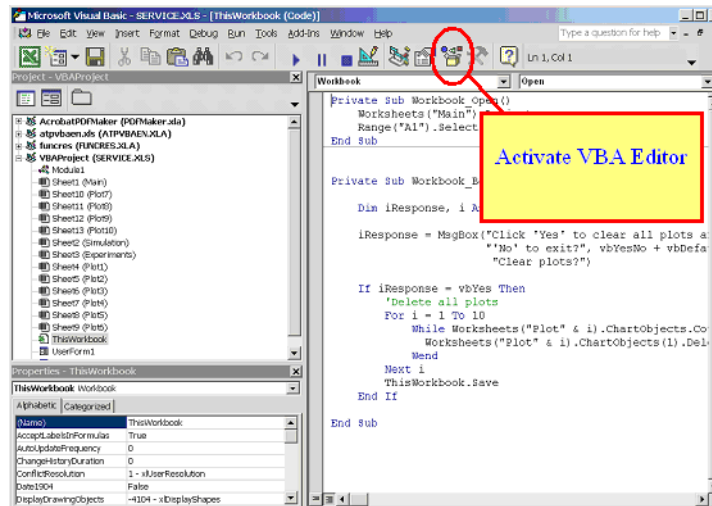 Microsoft Visual Basic - SERVICE.XLS - [ThisWorkbook (Code)]
File Edit View Insert Format Debug Run Tools Add-Ins Window Help Type a question for help
Ln 1, Col 1
Project - VBAProject
AcrobatPDFMaker (PDFMaker.xla)
atpvbaen.xls (ATPVBAEN.XLA)
funcres (FUNCRES.XLA)
VBAProject (SERVICE.XLS)
Module1
Sheet1 (Main)
Sheet10 (Plot7)
Sheet11 (Plot8)
Sheet12 (Plot9)
Sheet13 (Plot10)
Sheet2 (Simulation)
Sheet3 (Experiments)
Sheet4 (Plot1)
Sheet5 (Plot2)
Sheet6 (Plot3)
Sheet7 (Plot4)
Sheet8 (Plot5)
Sheet9 (Plot6)
ThisWorkbook
UserForm1
Properties - ThisWorkbook
ThisWorkbook Workbook
Alphabetic Categorized
(Name) ThisWorkbook
AcceptLabelsInFormulas True
AutoUpdateFrequency 0
ChangeHistoryDuration 0
ConflictResolution 1 - xlUserResolution
Date1904 False
DisplayDrawingObjects -4104 - xlDisplayShapes
Workbook Open
Private Sub Workbook_Open()
Worksheets("Main")
Range("A1").Select
End Sub
Private Sub Workbook_B
Dim iResponse, i A
iResponse = MsgBox("Click 'Yes' to clear all plots a
"'No' to exit?", vbYesNo + vbDefa
"Clear plots?")
If iResponse = vbYes Then
'Delete all plots
For i = 1 To 10
While Worksheets("Plot" & i).ChartObjects.Co
Worksheets("Plot" & i).ChartObjects(1).Del
Wend
Next i
ThisWorkbook.Save
End If
End Sub
Activate VBA Editor